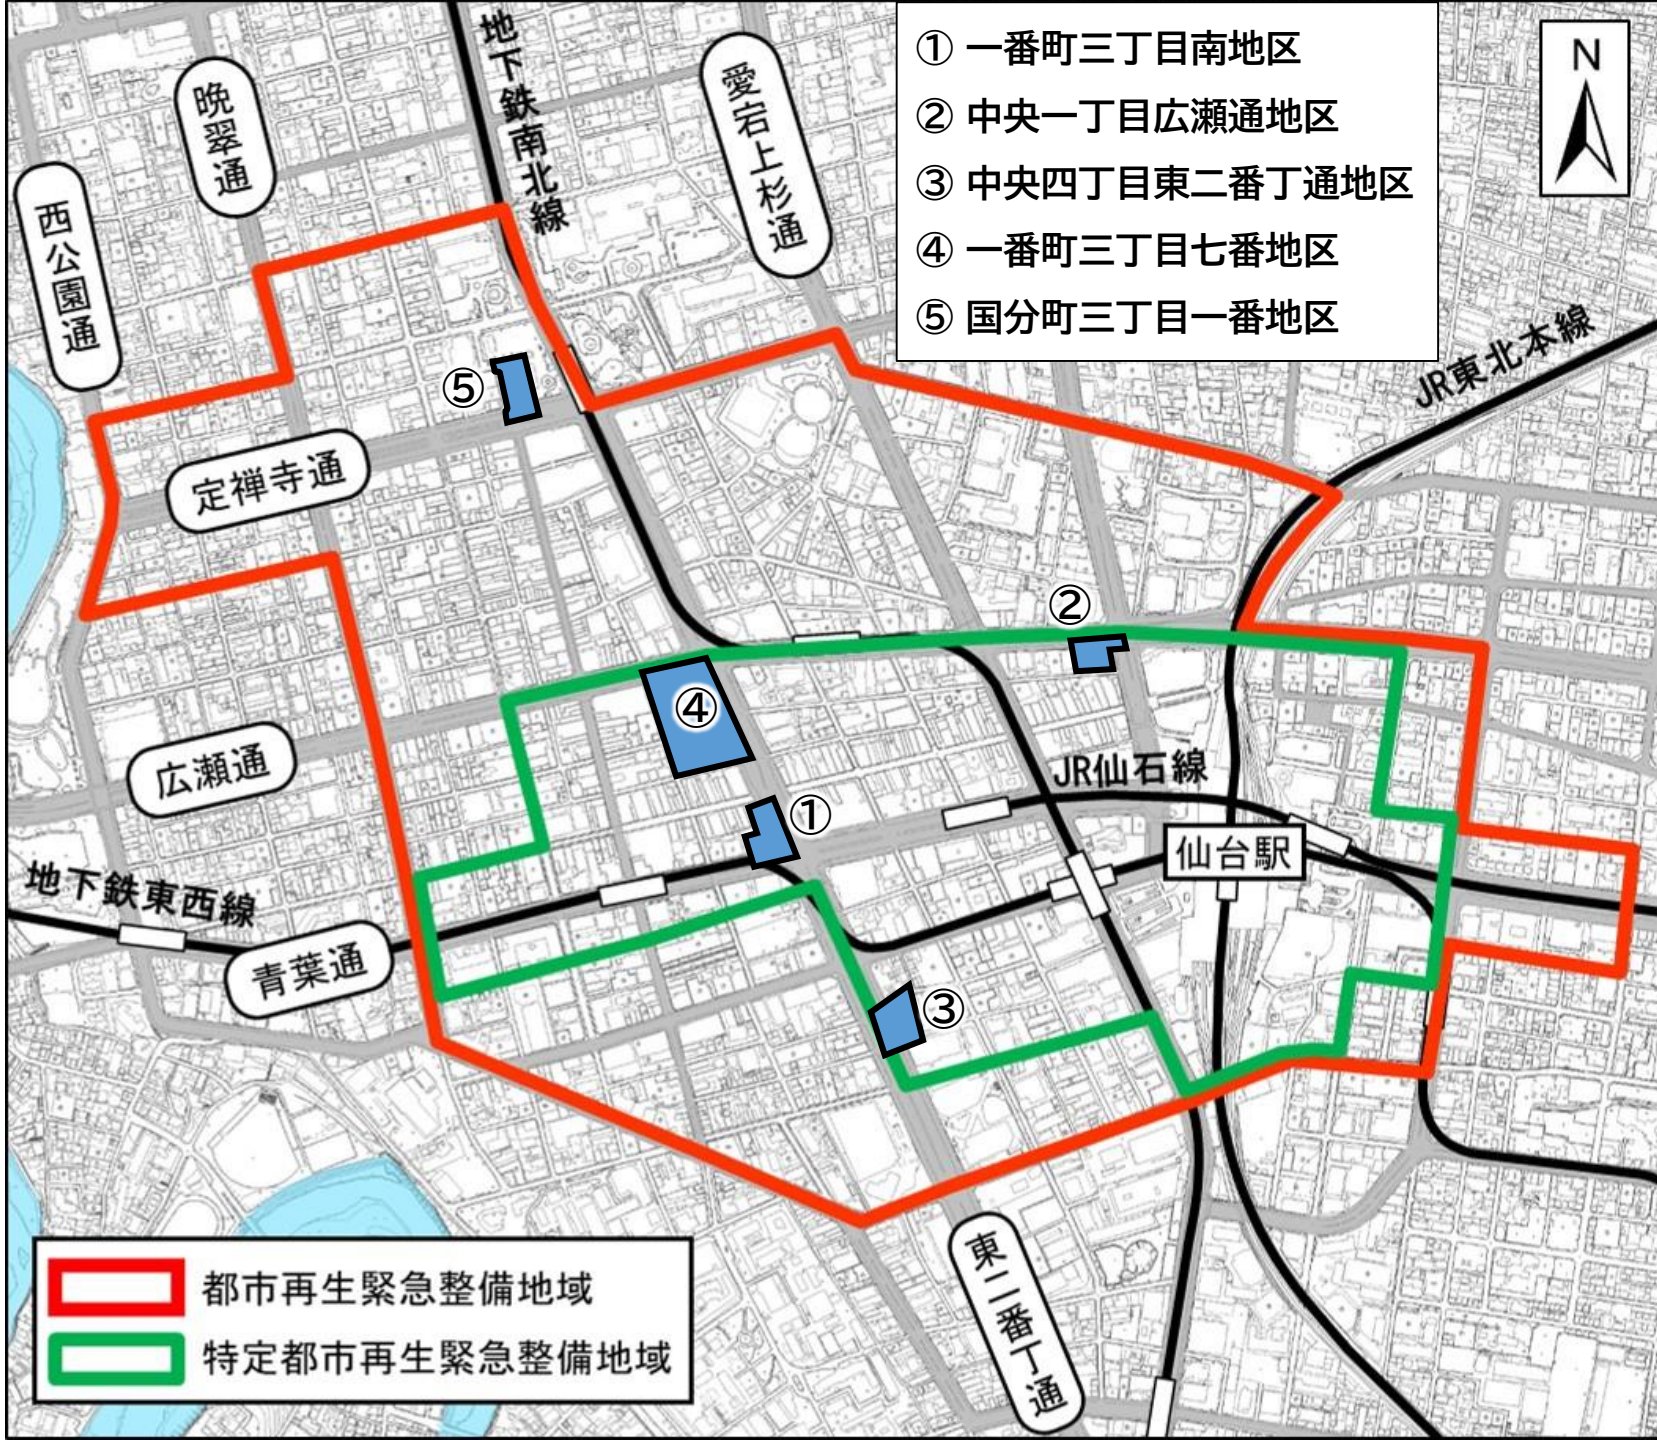 ① 一番町三丁目南地区
② 中央一丁目広瀬通地区
③ 中央四丁目東二番丁通地区
④ 一番町三丁目七番地区
⑤ 国分町三丁目一番地区
N
地下鉄南北線
愛宕上杉通
晩翠通
西公園通
JR東北本線
⑤
定禅寺通
②
④
広瀬通
JR仙石線
①
仙台駅
地下鉄東西線
青葉通
③
東二番丁通
都市再生緊急整備地域
特定都市再生緊急整備地域